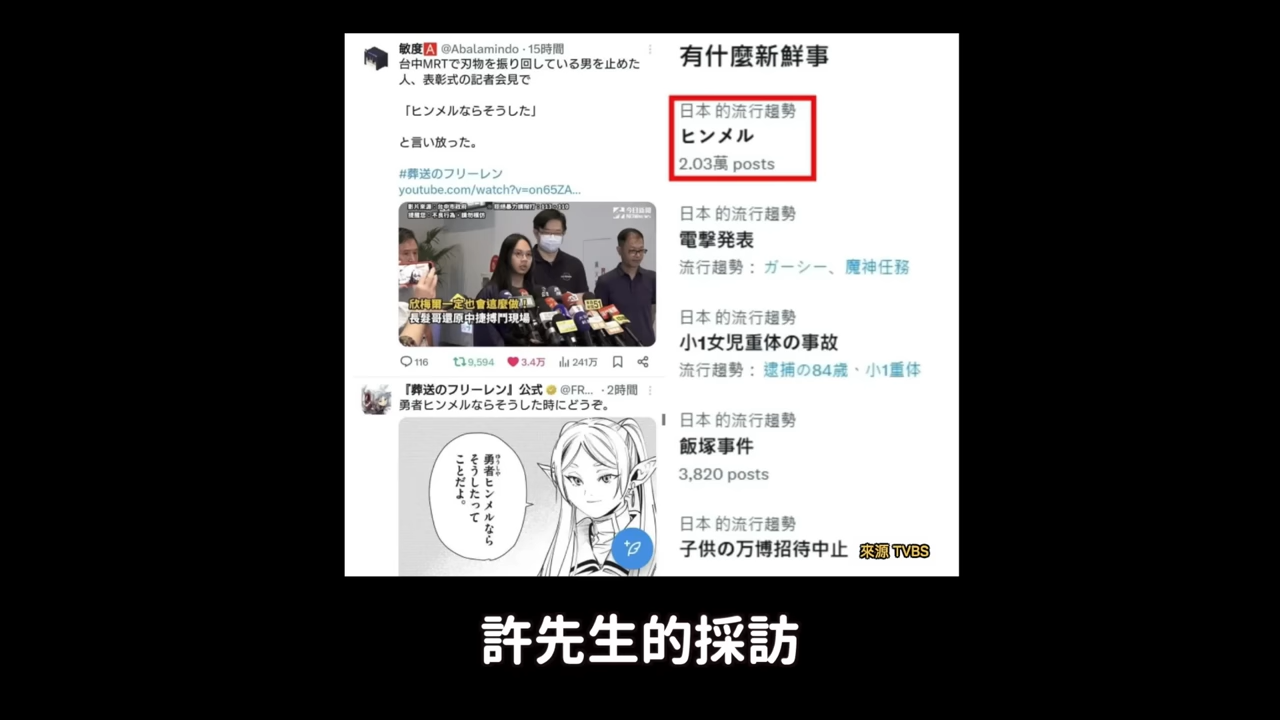 敏度🅰 @Abalamindo · 15時間
台中MRTで刃物を振り回している男を止めた
人、表彰式の記者会見で
「ヒンメルならそうした」
と言い放った。
#葬送のフリーレン
youtube.com/watch?v=on65ZA...
今日新聞
欣梅爾一定也會這麼做!
長髮哥還原中捷搏鬥現場
116
9,594
3.4万
241万
『葬送のフリーレン』公式 @FR... · 2時間
勇者ヒンメルならそうした時にどうぞ。
勇者ヒンメルなら
ゆうしゃ
そうしたって
ことだよ。
有什麼新鮮事
日本 的流行趨勢
ヒンメル
2.03萬 posts
日本 的流行趨勢
電撃発表
流行趨勢: ガーシー、魔神任務
日本 的流行趨勢
小1女児重体の事故
流行趨勢: 逮捕の84歳、小1重体
日本 的流行趨勢
飯塚事件
3,820 posts
日本 的流行趨勢
子供の万博招待中止
來源 TVBS
許先生的採訪